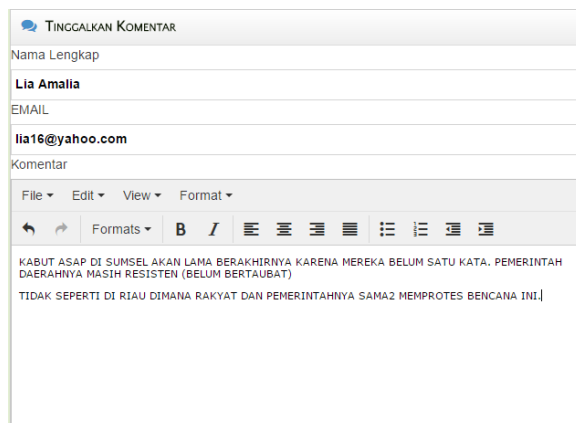 TINGGALKAN KOMENTAR
Nama Lengkap
Lia Amalia
EMAIL
lia16@yahoo.com
Komentar
File Edit View Format
Formats B I
KABUT ASAP DI SUMSEL AKAN LAMA BERAKHIRNYA KARENA MEREKA BELUM SATU KATA. PEMERINTAH
DAERAHNYA MASIH RESISTEN (BELUM BERTAUBAT)
TIDAK SEPERTI DI RIAU DIMANA RAKYAT DAN PEMERINTAHNYA SAMA2 MEMPROTES BENCANA INI.